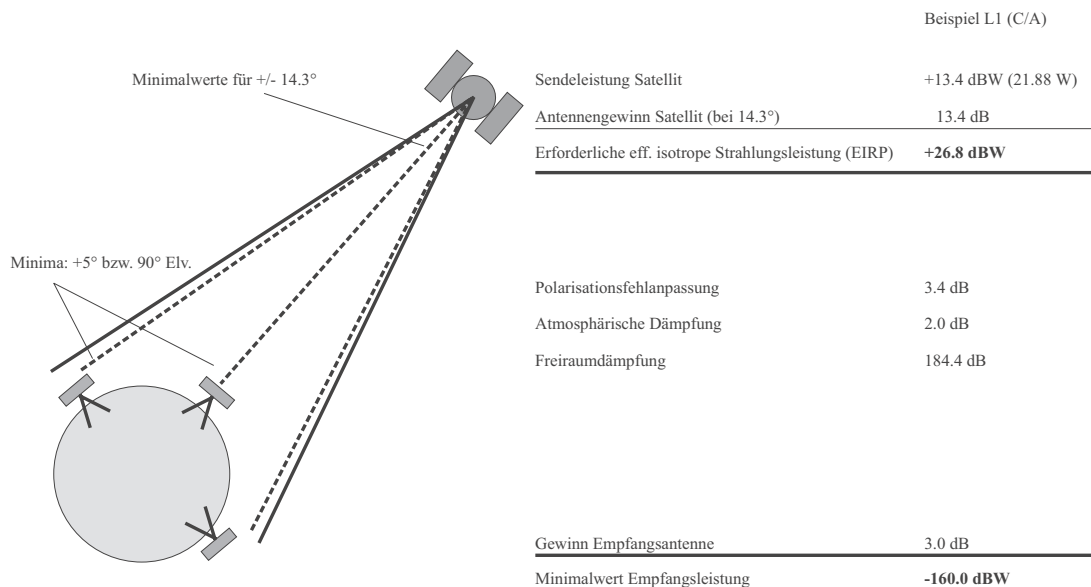 Beispiel L1 (C/A)
Minimalwerte für +/- 14.3°
Sendeleistung Satellit +13.4 dBW (21.88 W)
Antennengewinn Satellit (bei 14.3°) 13.4 dB
Erforderliche eff. isotrope Strahlungsleistung (EIRP) +26.8 dBW
Minima: +5° bzw. 90° Elv.
Polarisationsfehlanpassung 3.4 dB
Atmosphärische Dämpfung 2.0 dB
Freiraumdämpfung 184.4 dB
Gewinn Empfangsantenne 3.0 dB
Minimalwert Empfangsleistung -160.0 dBW